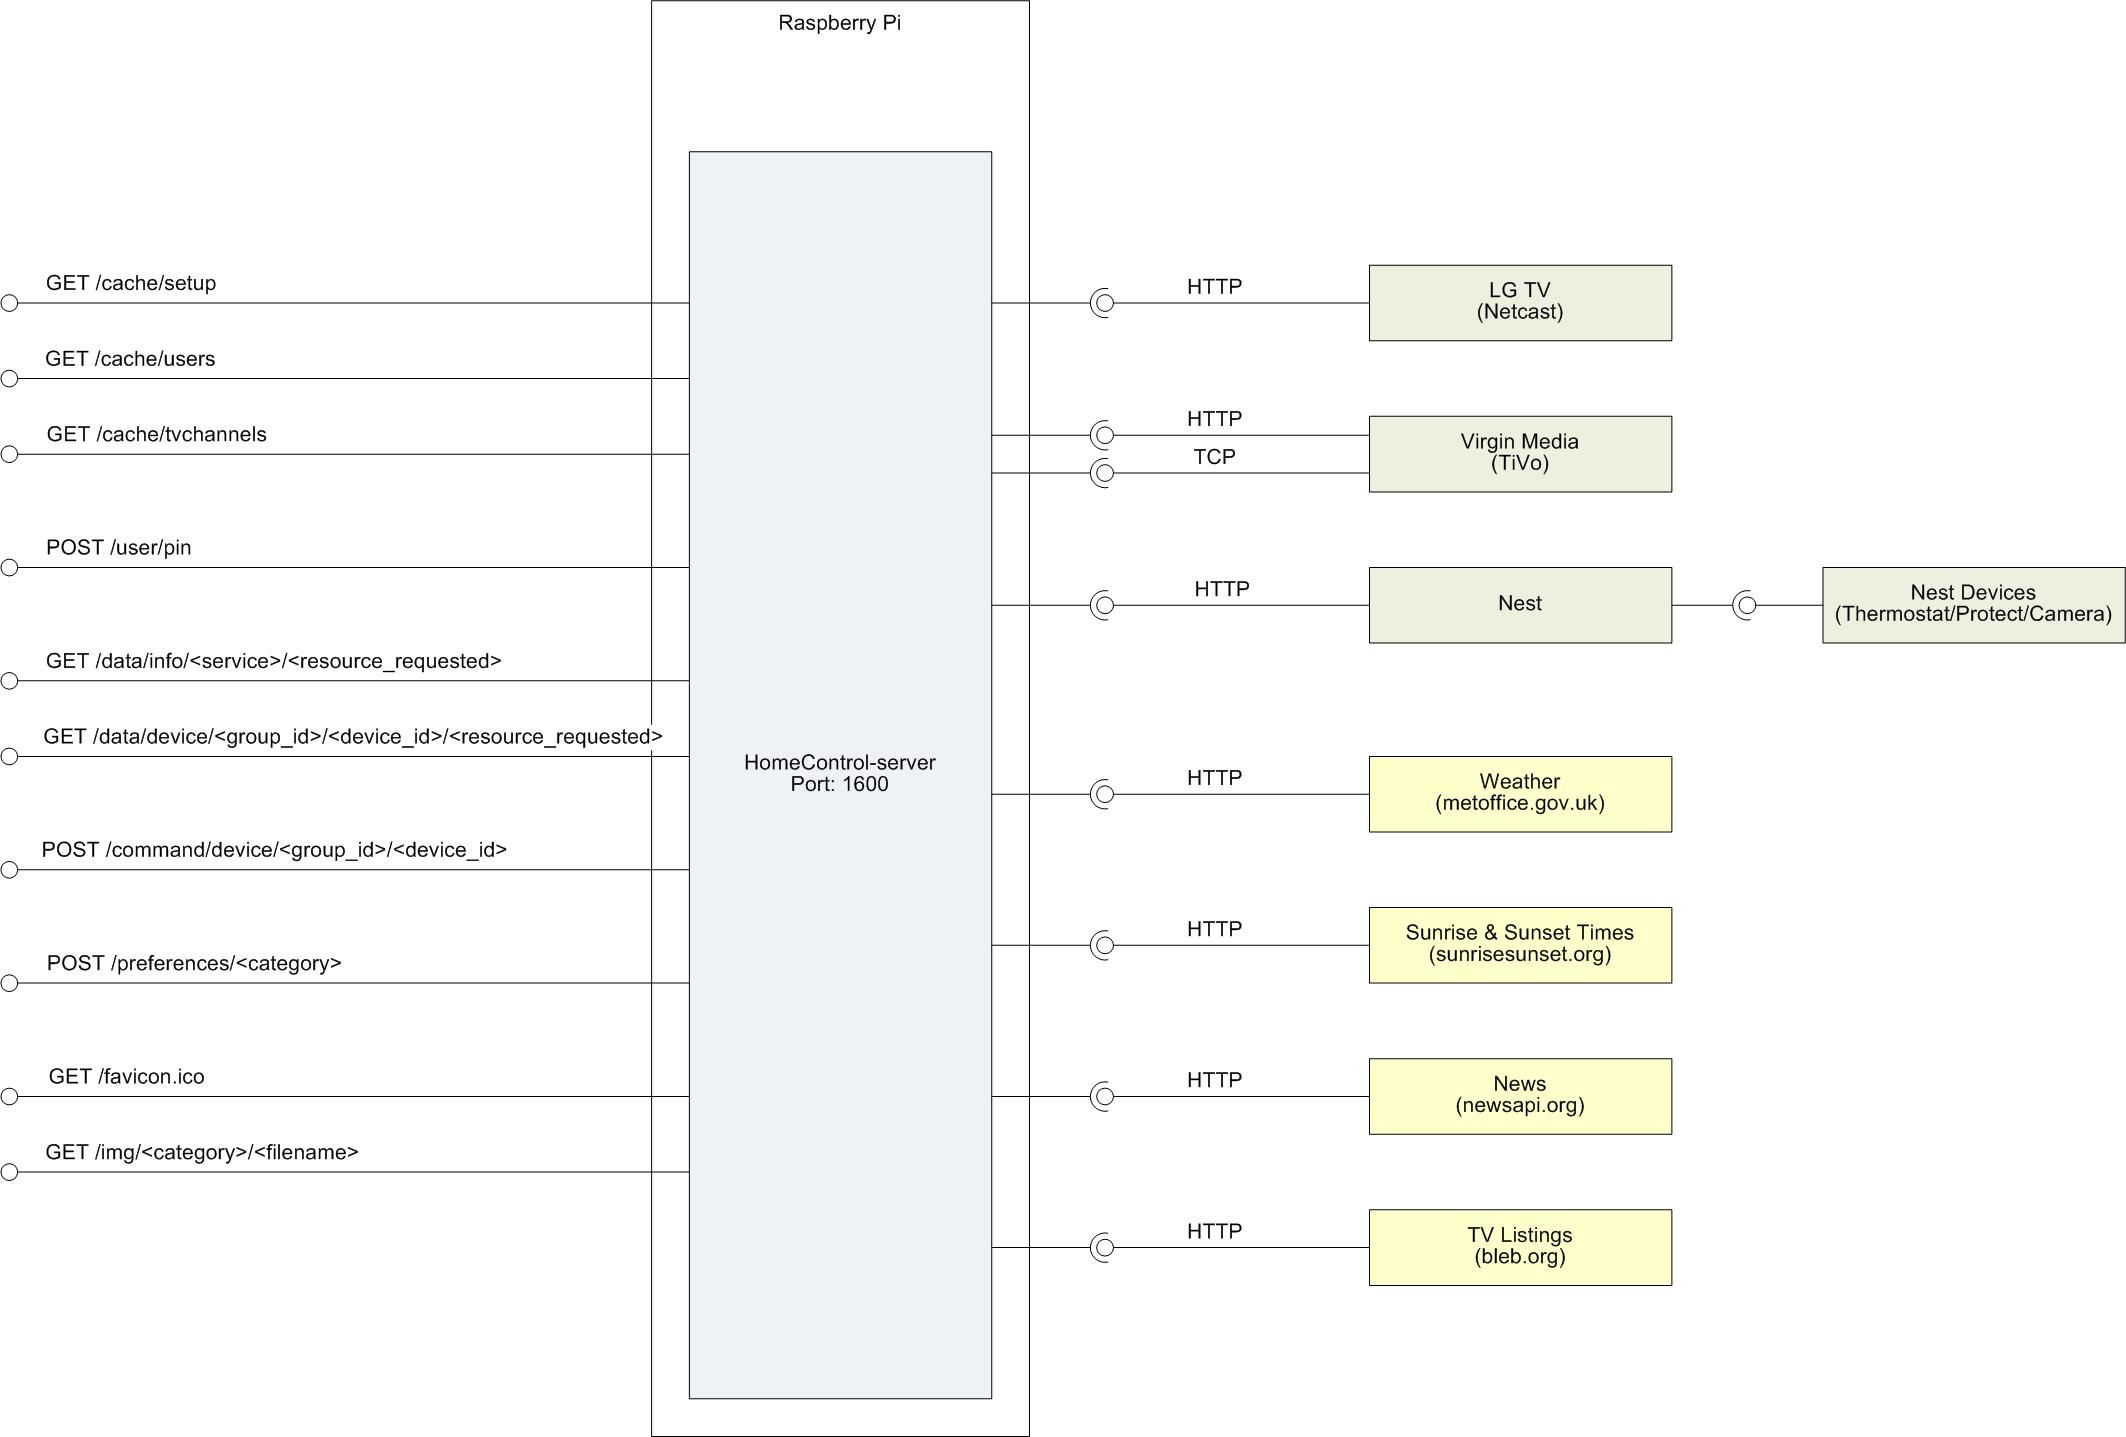 Raspberry Pi
GET /cache/setup
GET /cache/users
GET /cache/tvchannels
POST /user/pin
GET /data/info/<service>/<resource_requested>
GET /data/device/<group_id>/<device_id>/<resource_requested>
POST /command/device/<group_id>/<device_id>
POST /preferences/<category>
GET /favicon.ico
GET /img/<category>/<filename>
HomeControl-server
Port: 1600
HTTP
LG TV
(Netcast)
HTTP
TCP
Virgin Media
(TiVo)
HTTP
Nest
Nest Devices
(Thermostat/Protect/Camera)
HTTP
Weather
(metoffice.gov.uk)
HTTP
Sunrise & Sunset Times
(sunrisesunset.org)
HTTP
News
(newsapi.org)
HTTP
TV Listings
(bleb.org)